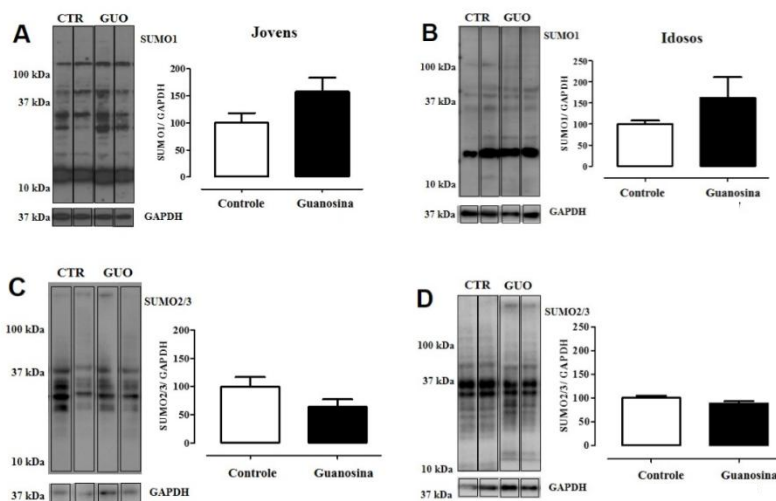 A
CTR GUO
SUMO1
100 kDa
37 kDa
10 kDa
37 kDa
GAPDH
Jovens
SUMO1/ GAPDH
200
150
100
50
0
Controle Guanosina
B
CTR GUO
SUMO1
100 kDa
37 kDa
10 kDa
37 kDa
GAPDH
Idosos
SUMO1/ GAPDH
250
200
150
100
50
0
Controle Guanosina
C
CTR GUO
SUMO2/3
100 kDa
37 kDa
10 kDa
37 kDa
GAPDH
SUMO2/3/ GAPDH
200
150
100
50
0
Controle Guanosina
D
CTR GUO
SUMO2/3
100 kDa
37 kDa
10 kDa
37 kDa
GAPDH
SUMO2/3/ GAPDH
250
200
150
100
50
0
Controle Guanosina